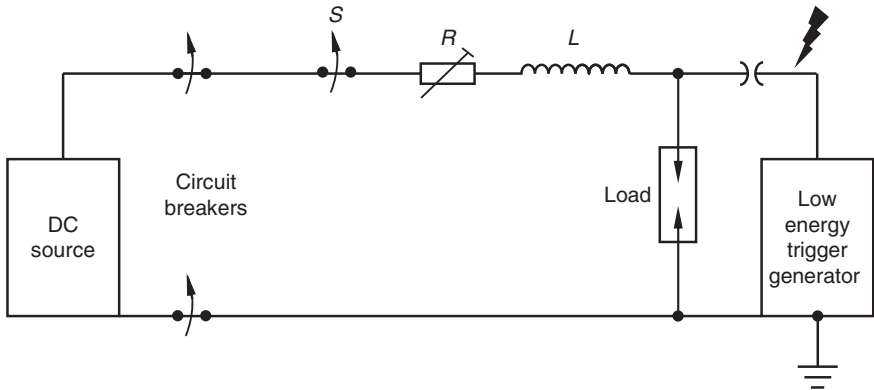 S
R
L
Circuit
breakers
DC
source
Load
Low
energy
trigger
generator